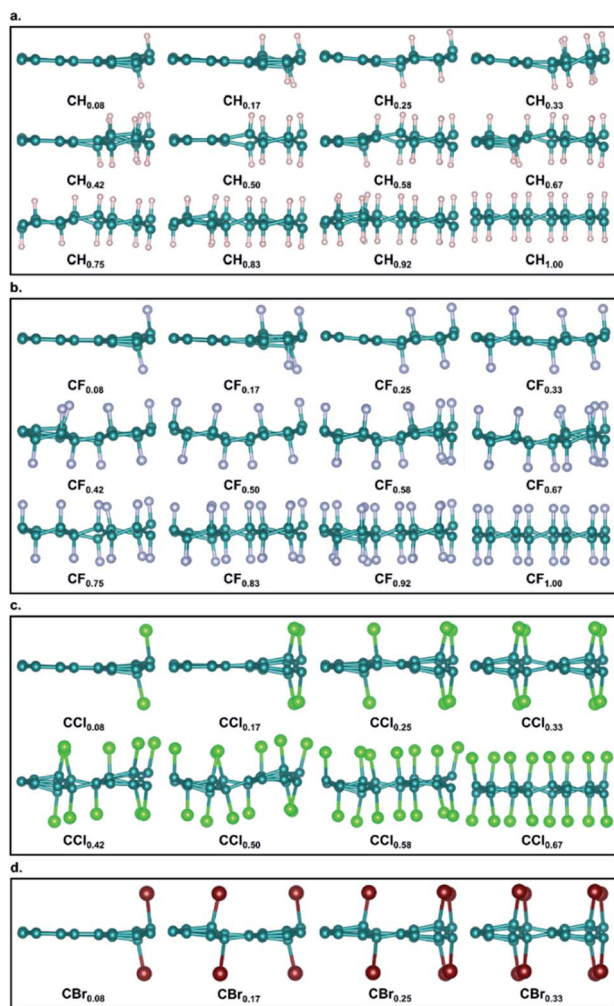 a.
CH0.08 CH0.17 CH0.25 CH0.33
CH0.42 CH0.50 CH0.58 CH0.67
CH0.75 CH0.83 CH0.92 CH1.00
b.
CF0.08 CF0.17 CF0.25 CF0.33
CF0.42 CF0.50 CF0.58 CF0.67
CF0.75 CF0.83 CF0.92 CF1.00
c.
CCl0.08 CCl0.17 CCl0.25 CCl0.33
CCl0.42 CCl0.50 CCl0.58 CCl0.67
d.
CBr0.08 CBr0.17 CBr0.25 CBr0.33